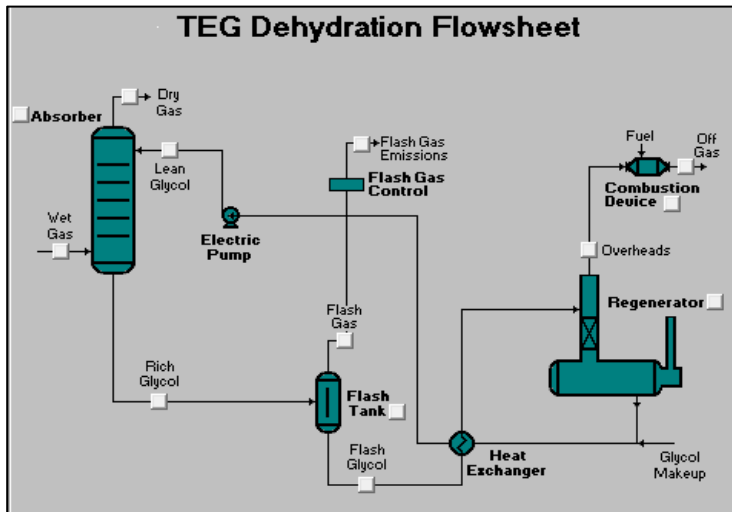 TEG Dehydration Flowsheet
Dry
Gas
Absorber
Lean
Glycol
Flash Gas
Emissions
Flash Gas
Control
Fuel
Off
Gas
Combustion
Device
Wet
Gas
Electric
Pump
Overheads
Regenerator
Flash
Gas
Rich
Glycol
Flash
Tank
Flash
Glycol
Heat
Exchanger
Glycol
Makeup